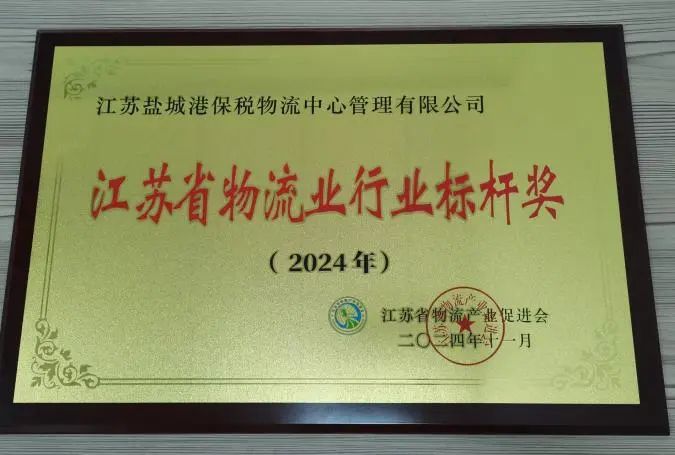 江苏盐城港保税物流中心管理有限公司
江苏省物流业行业标杆奖
（2024年）
江苏省物流产业促进会
二〇二四年十一月